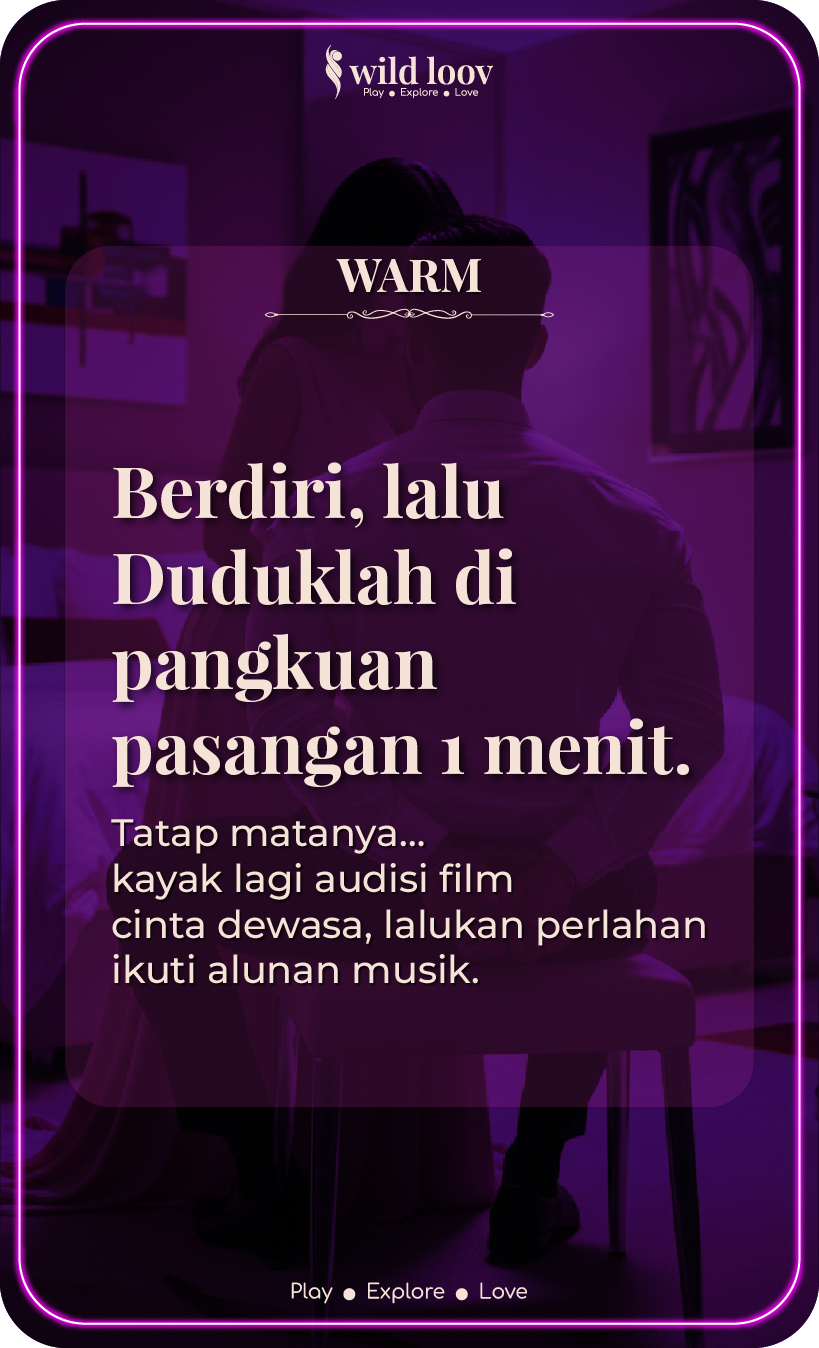 wild loov
Play ● Explore ● Love
WARM
Berdiri, lalu
Duduklah di
pangkuan
pasangan 1 menit.
Tatap matanya...
kayak lagi audisi film
cinta dewasa, lalukan perlahan
ikuti alunan musik.
Play ● Explore ● Love